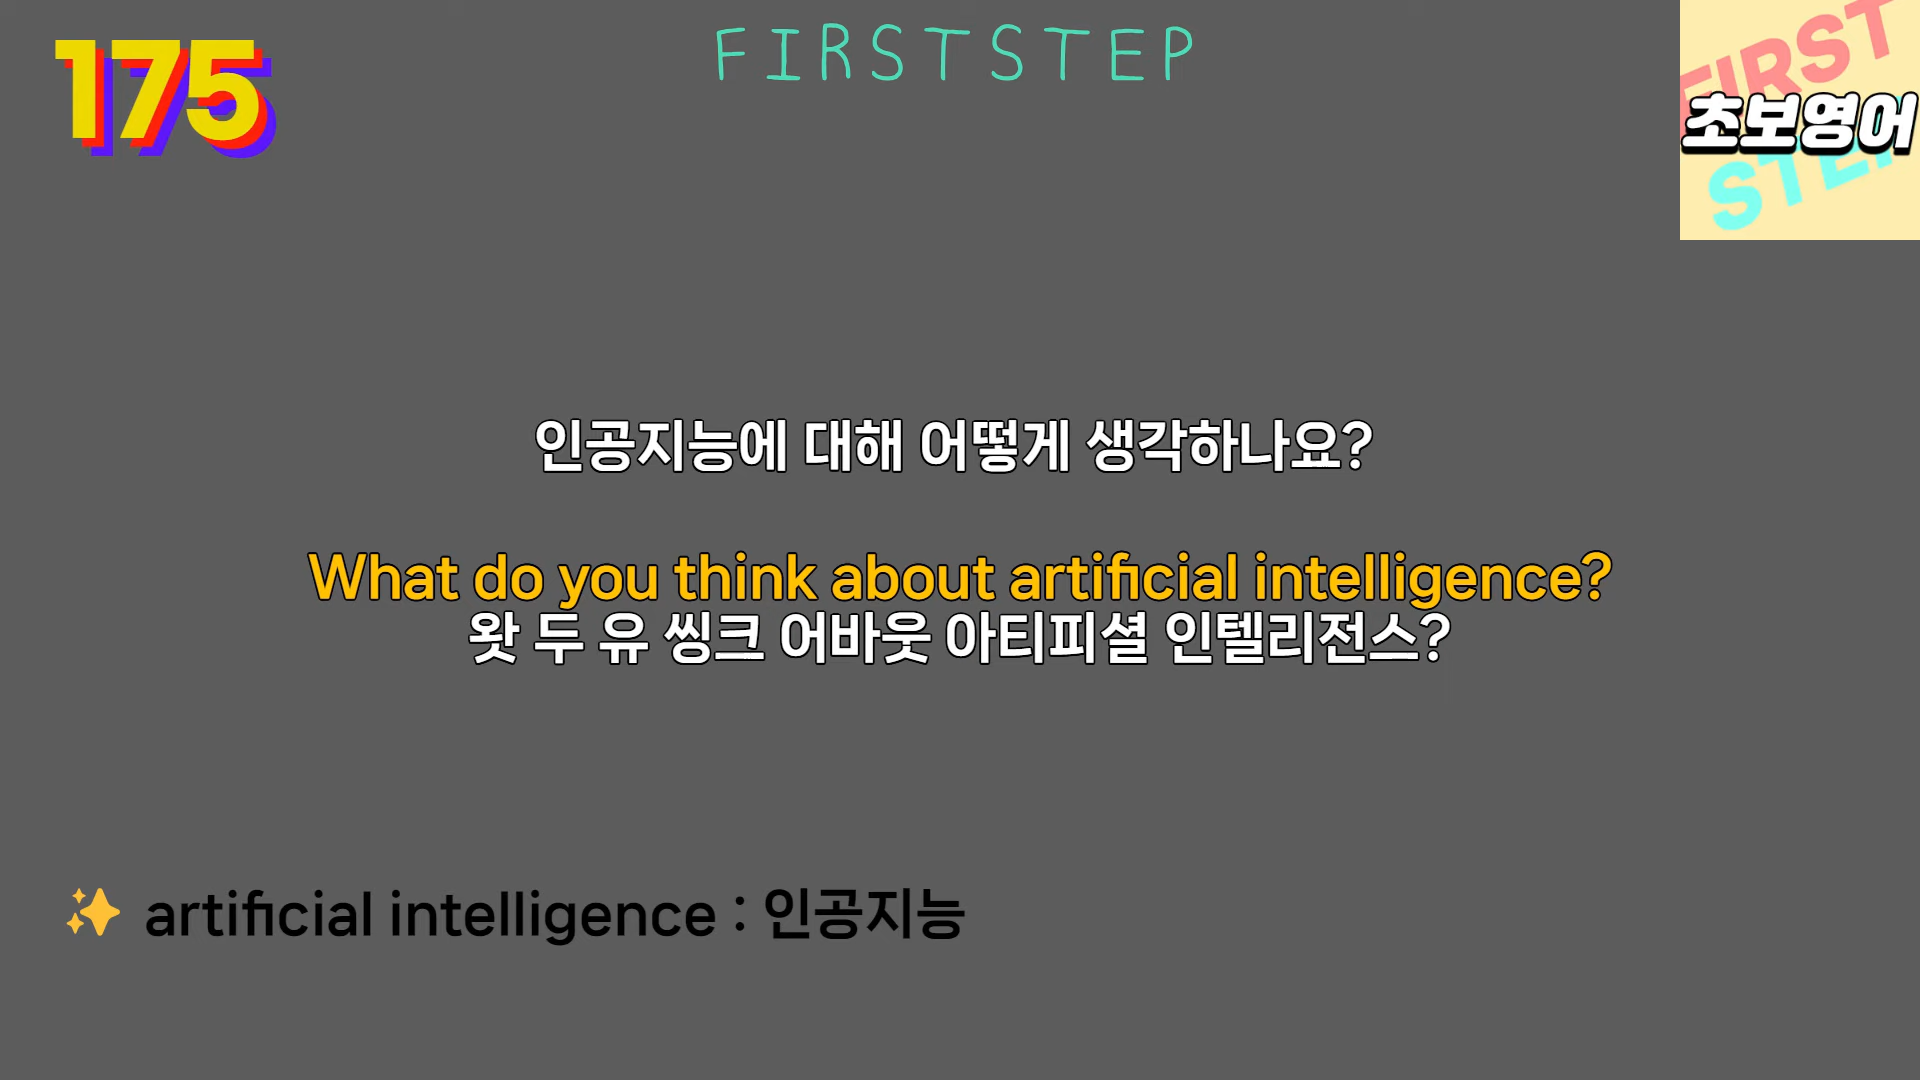 175
FIRST STEP
FIRST
초보영어
STEP
인공지능에 대해 어떻게 생각하나요?
What do you think about artificial intelligence?
왓 두 유 씽크 어바웃 아티피셜 인텔리전스?
✨ artificial intelligence : 인공지능